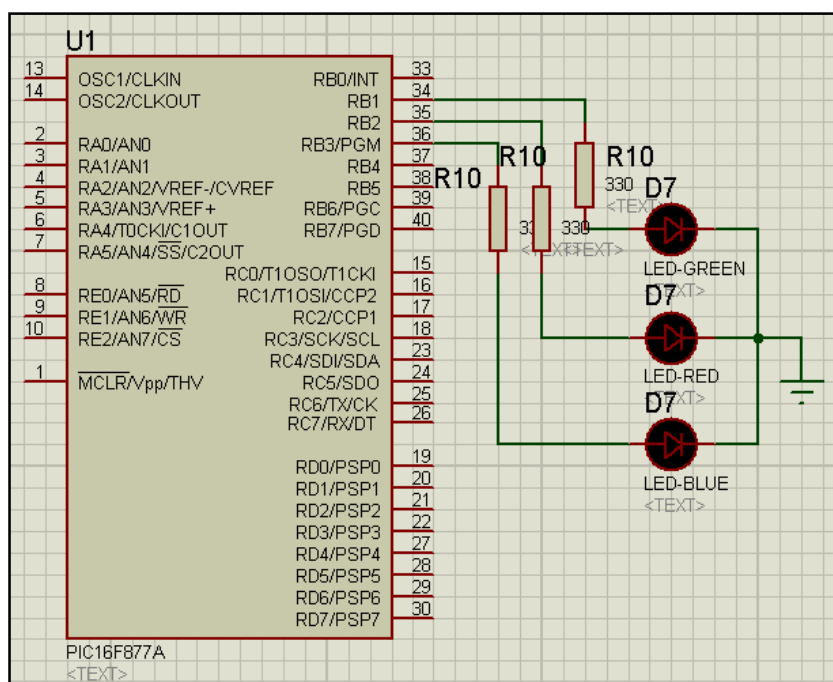 U1
13 OSC1/CLKIN RB0/INT 33
14 OSC2/CLKOUT RB1 34
RB2 35
2 RA0/AN0 RB3/PGM 36
3 RA1/AN1 RB4 37
4 RA2/AN2/VREF-/CVREF RB5 38
5 RA3/AN3/VREF+ RB6/PGC 39
6 RA4/T0CKI/C1OUT RB7/PGD 40
7 RA5/AN4/SS/C2OUT
RC0/T1OSO/T1CKI 15
8 RE0/AN5/RD RC1/T1OSI/CCP2 16
9 RE1/AN6/WR RC2/CCP1 17
10 RE2/AN7/CS RC3/SCK/SCL 18
RC4/SDI/SDA 23
1 MCLR/Vpp/THV RC5/SDO 24
RC6/TX/CK 25
RC7/RX/DT 26
RD0/PSP0 19
RD1/PSP1 20
RD2/PSP2 21
RD3/PSP3 22
RD4/PSP4 27
RD5/PSP5 28
RD6/PSP6 29
RD7/PSP7 30
PIC16F877A
<TEXT>
R10
R10
R10
330
<TEXT>
330
<TEXT>
D7
LED-GREEN
<TEXT>
D7
LED-RED
<TEXT>
D7
LED-BLUE
<TEXT>